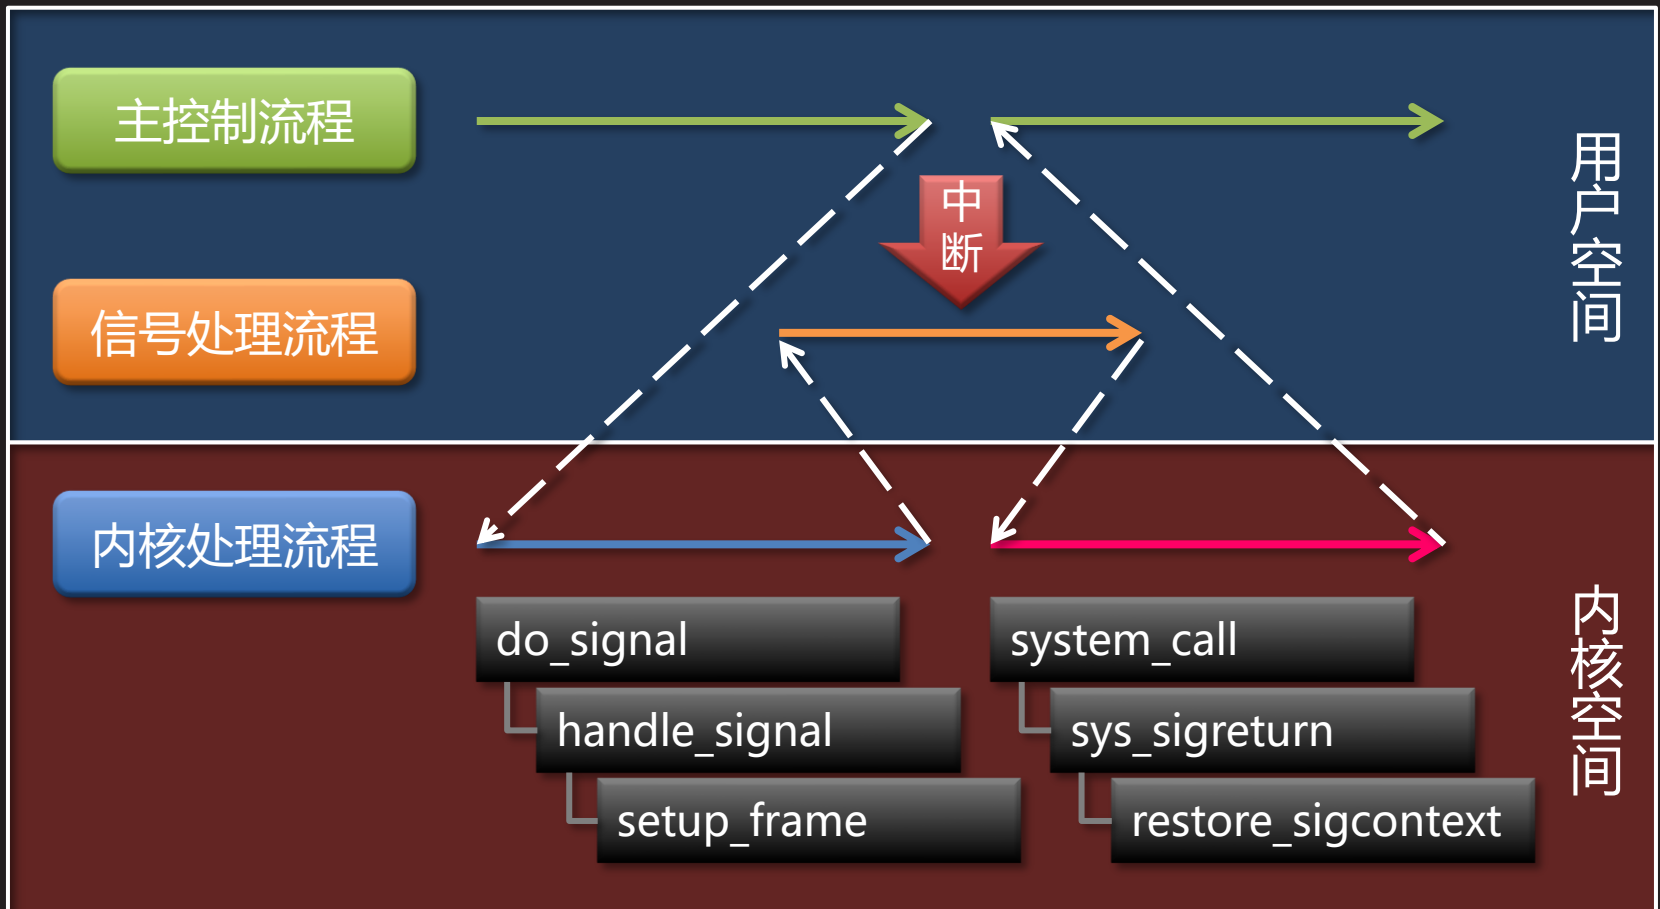 主控制流程
中
断
用户空间
信号处理流程
内核处理流程
do_signal
handle_signal
setup_frame
system_call
sys_sigreturn
restore_sigcontext
内核空间